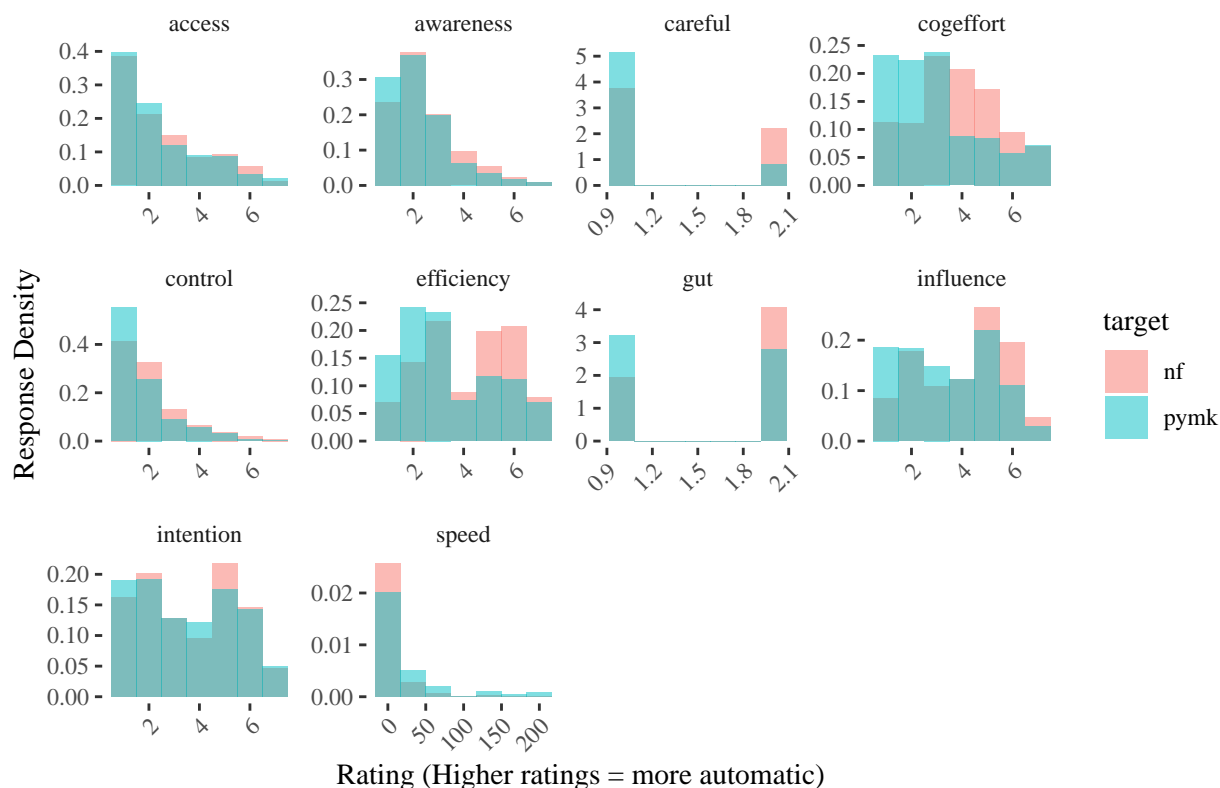 access awareness careful cogeffort
0.4
0.3
0.2
0.1
0.0
2 4 6
0.3
0.2
0.1
0.0
2 4 6
5
4
3
2
1
0
0.9 1.2 1.5 1.8 2.1
0.25
0.20
0.15
0.10
0.05
0.00
2 4 6
control efficiency gut influence
0.4
0.2
0.0
2 4 6
0.25
0.20
0.15
0.10
0.05
0.00
2 4 6
4
3
2
1
0
0.9 1.2 1.5 1.8 2.1
0.2
0.1
0.0
2 4 6
intention speed
0.20
0.15
0.10
0.05
0.00
2 4 6
0.02
0.01
0.00
0 50 100 150 200
Response Density
Rating (Higher ratings = more automatic)
target
nf
pymk